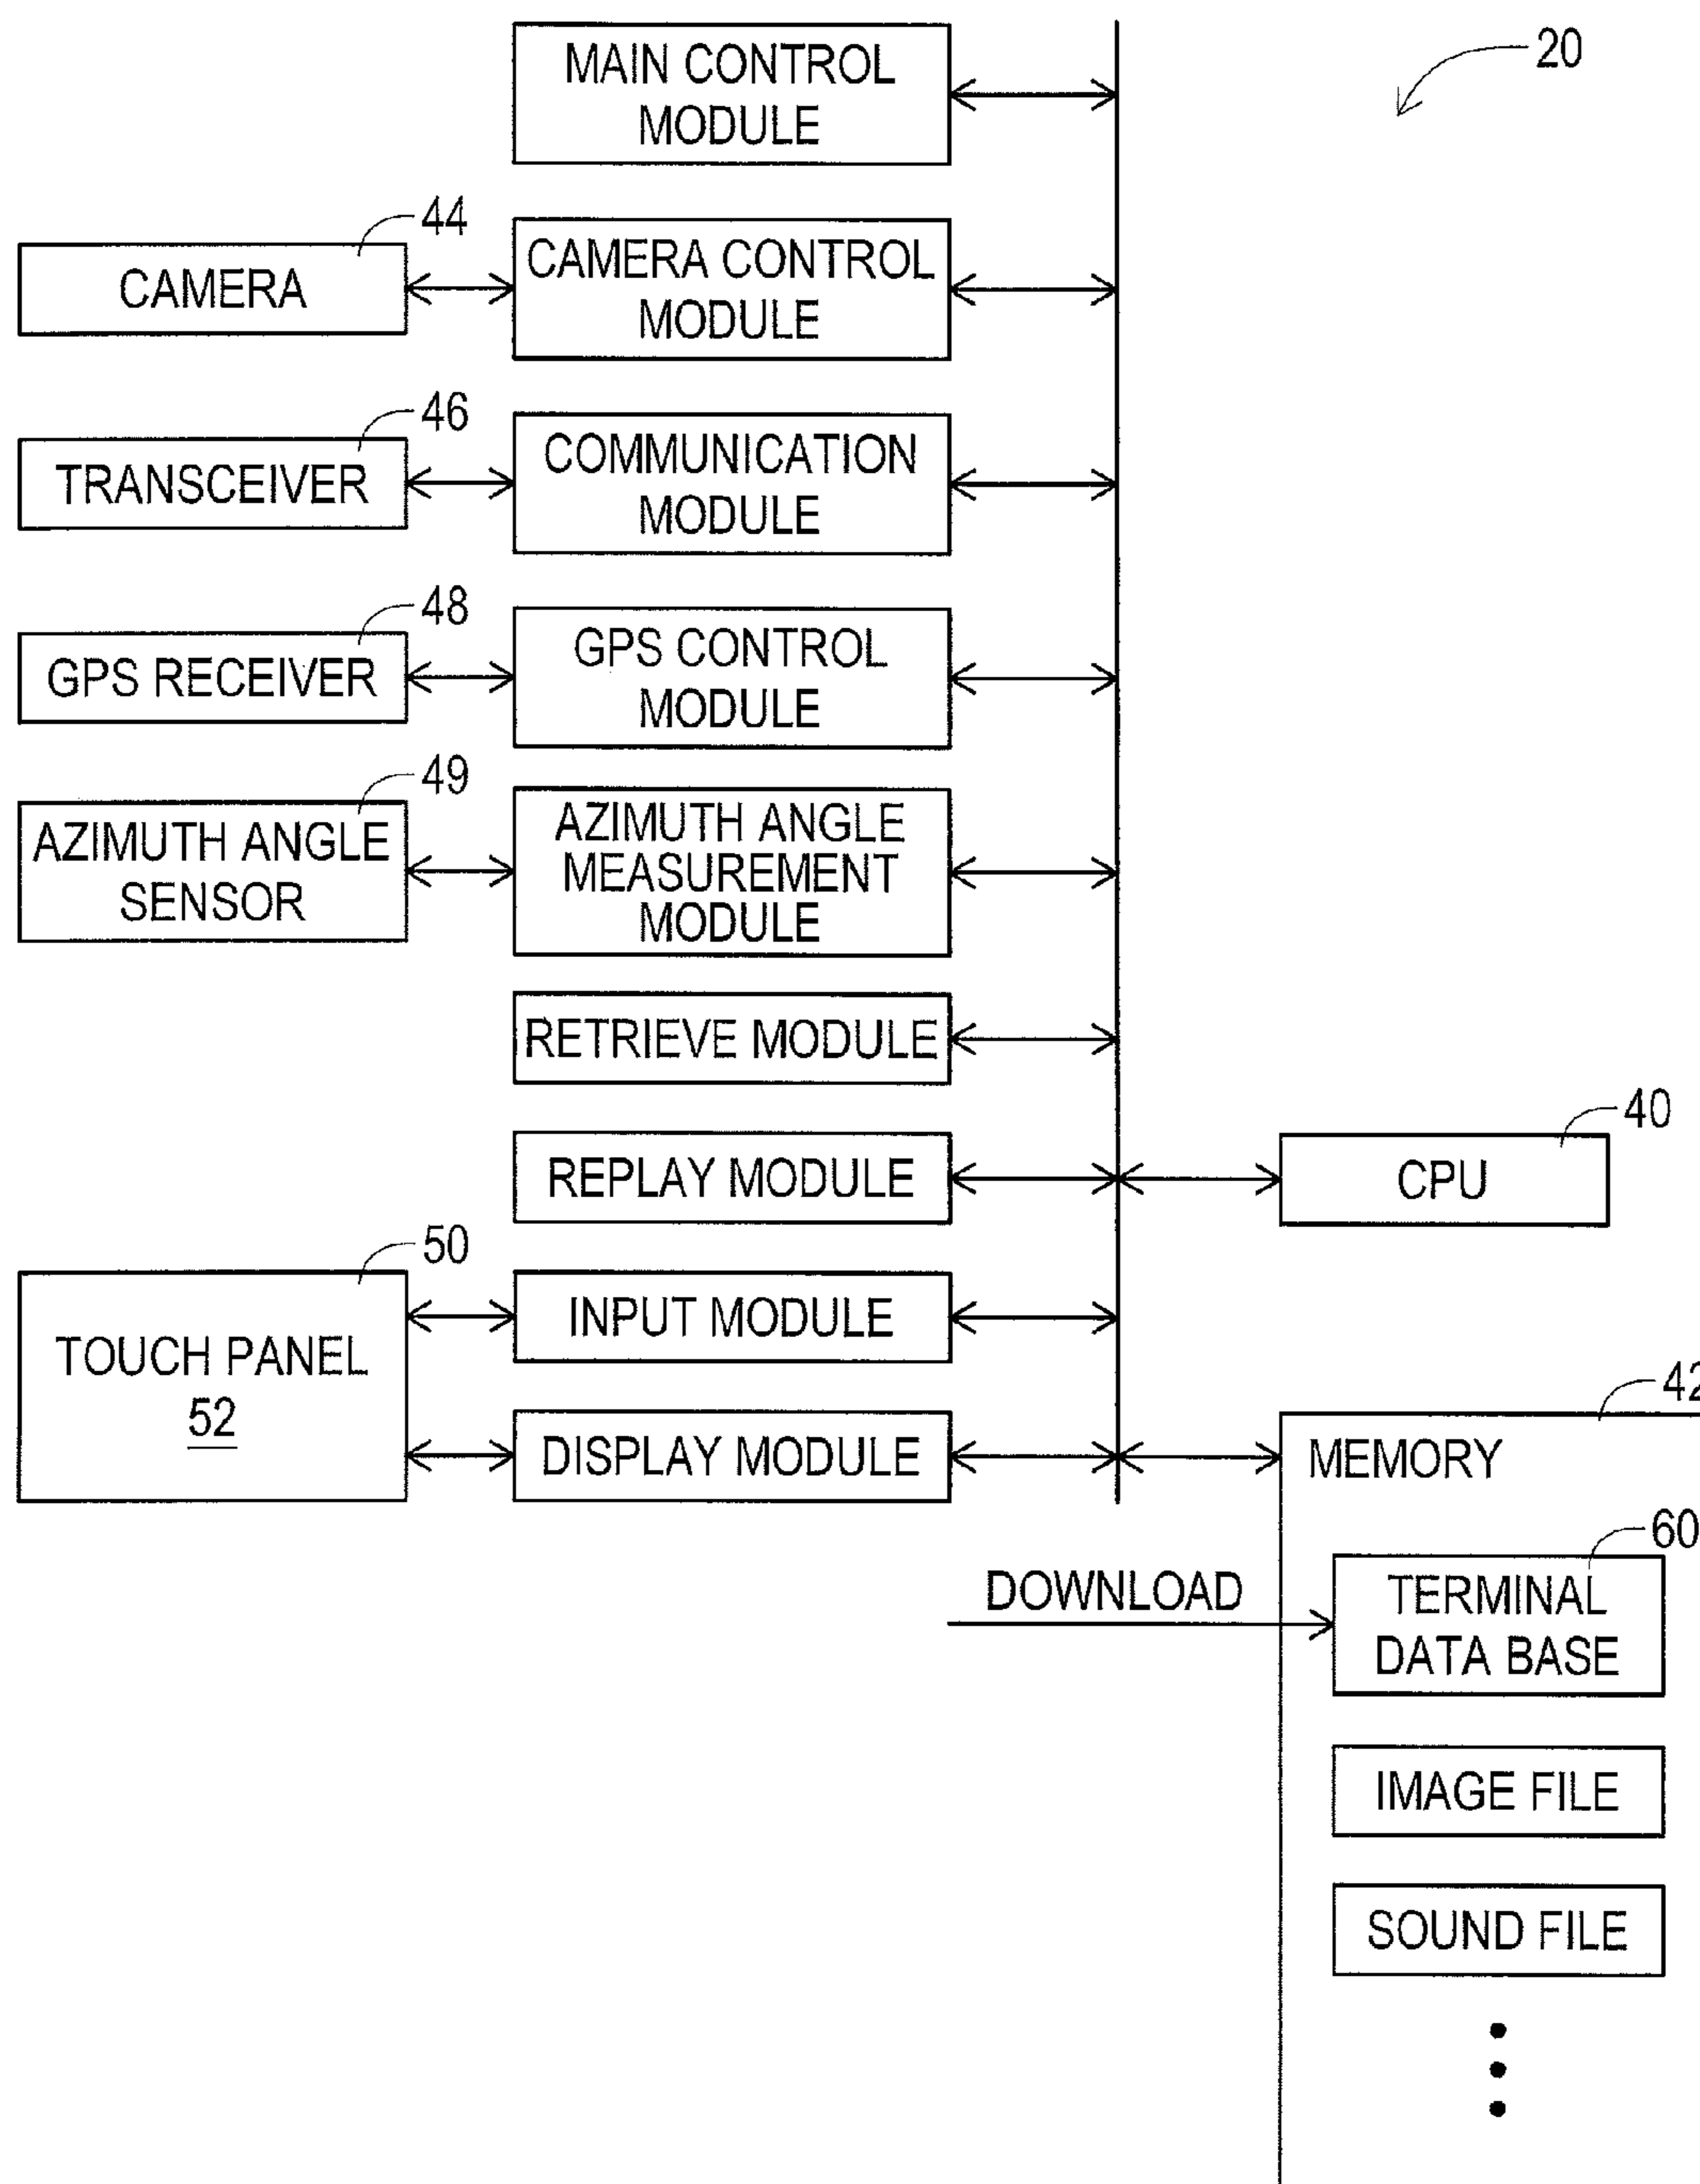 MAIN CONTROL
MODULE
20
44
CAMERA
CAMERA CONTROL
MODULE
46
TRANSCEIVER
COMMUNICATION
MODULE
48
GPS RECEIVER
GPS CONTROL
MODULE
49
AZIMUTH ANGLE
SENSOR
AZIMUTH ANGLE
MEASUREMENT
MODULE
RETRIEVE MODULE
REPLAY MODULE
40
CPU
50
TOUCH PANEL
52
INPUT MODULE
DISPLAY MODULE
42
MEMORY
DOWNLOAD
60
TERMINAL
DATA BASE
IMAGE FILE
SOUND FILE